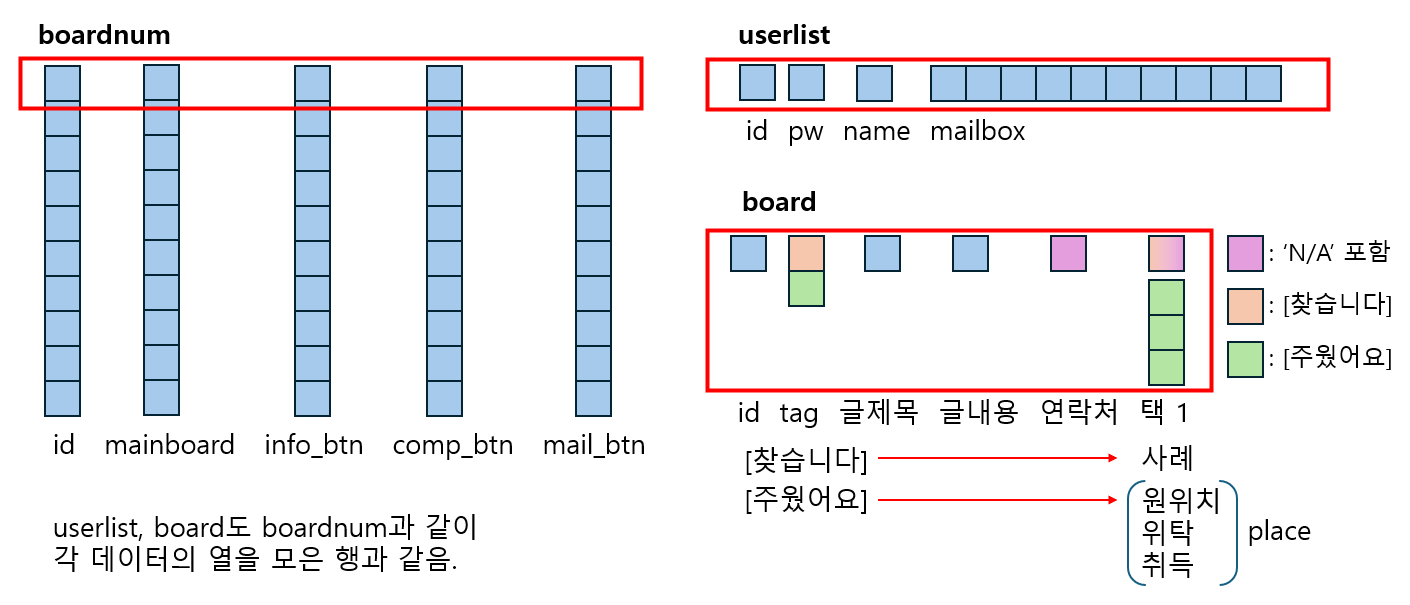 boardnum
id mainboard info_btn comp_btn mail_btn
userlist, board도 boardnum과 같이
각 데이터의 열을 모은 행과 같음.
userlist
id pw name mailbox
board
: ‘N/A’ 포함
: [찾습니다]
: [주웠어요]
id tag 글제목 글내용 연락처 택 1
[찾습니다] 사례
[주웠어요] 원위치
위탁
취득
place